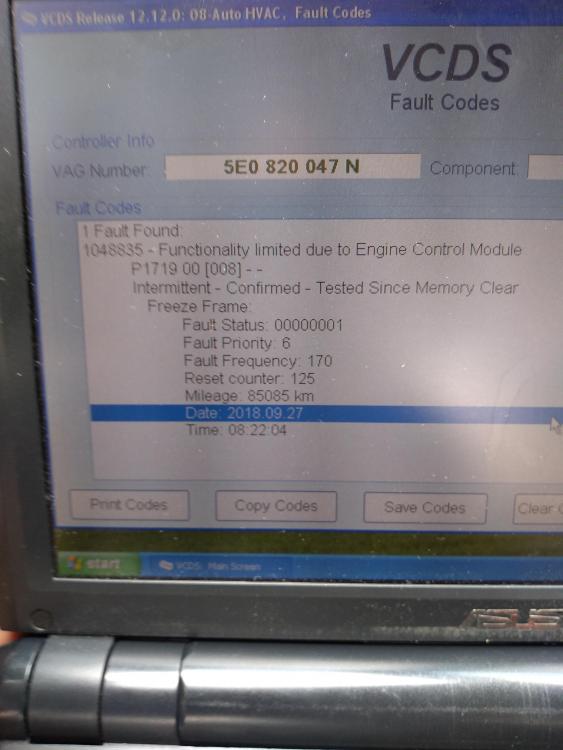 VCDS Release 12.12.0: 08-Auto HVAC, Fault Codes
VCDS
Fault Codes
Controller Info
VAG Number: 5E0 820 047 N Component:
Fault Codes
1 Fault Found:
1048835 - Functionality limited due to Engine Control Module
P1719 00 [008] - -
Intermittent - Confirmed - Tested Since Memory Clear
Freeze Frame:
Fault Status: 00000001
Fault Priority: 6
Fault Frequency: 170
Reset counter: 125
Mileage: 85085 km
Date: 2018.09.27
Time: 08:22:04
Print Codes Copy Codes Save Codes Clear
start VCDS: Main Screen
ASUS